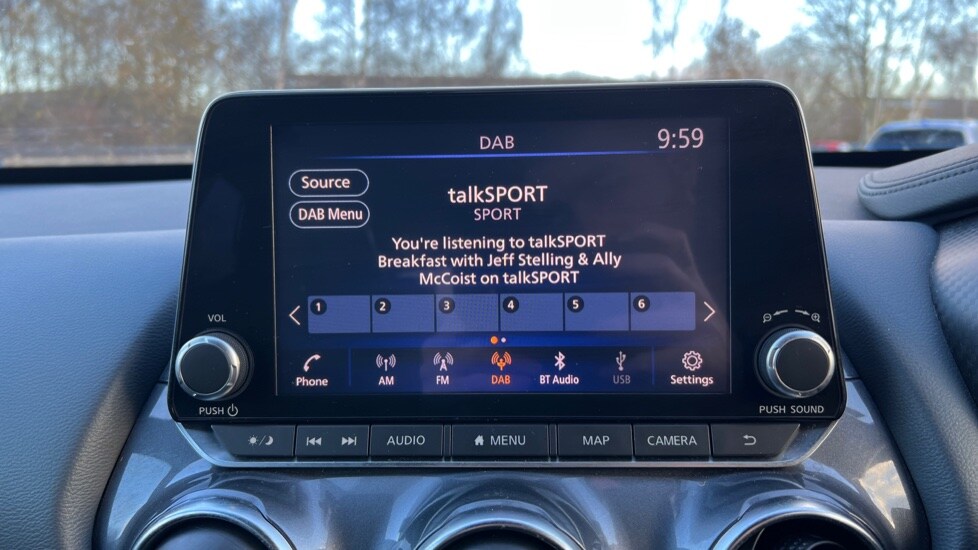 DAB 9:59
Source
talkSPORT
SPORT
DAB Menu
You're listening to talkSPORT
Breakfast with Jeff Stelling & Ally
McCoist on talkSPORT
1 2 3 4 5 6
VOL
Phone AM FM DAB BT Audio USB Settings
PUSH PUSH SOUND
AUDIO MENU MAP CAMERA